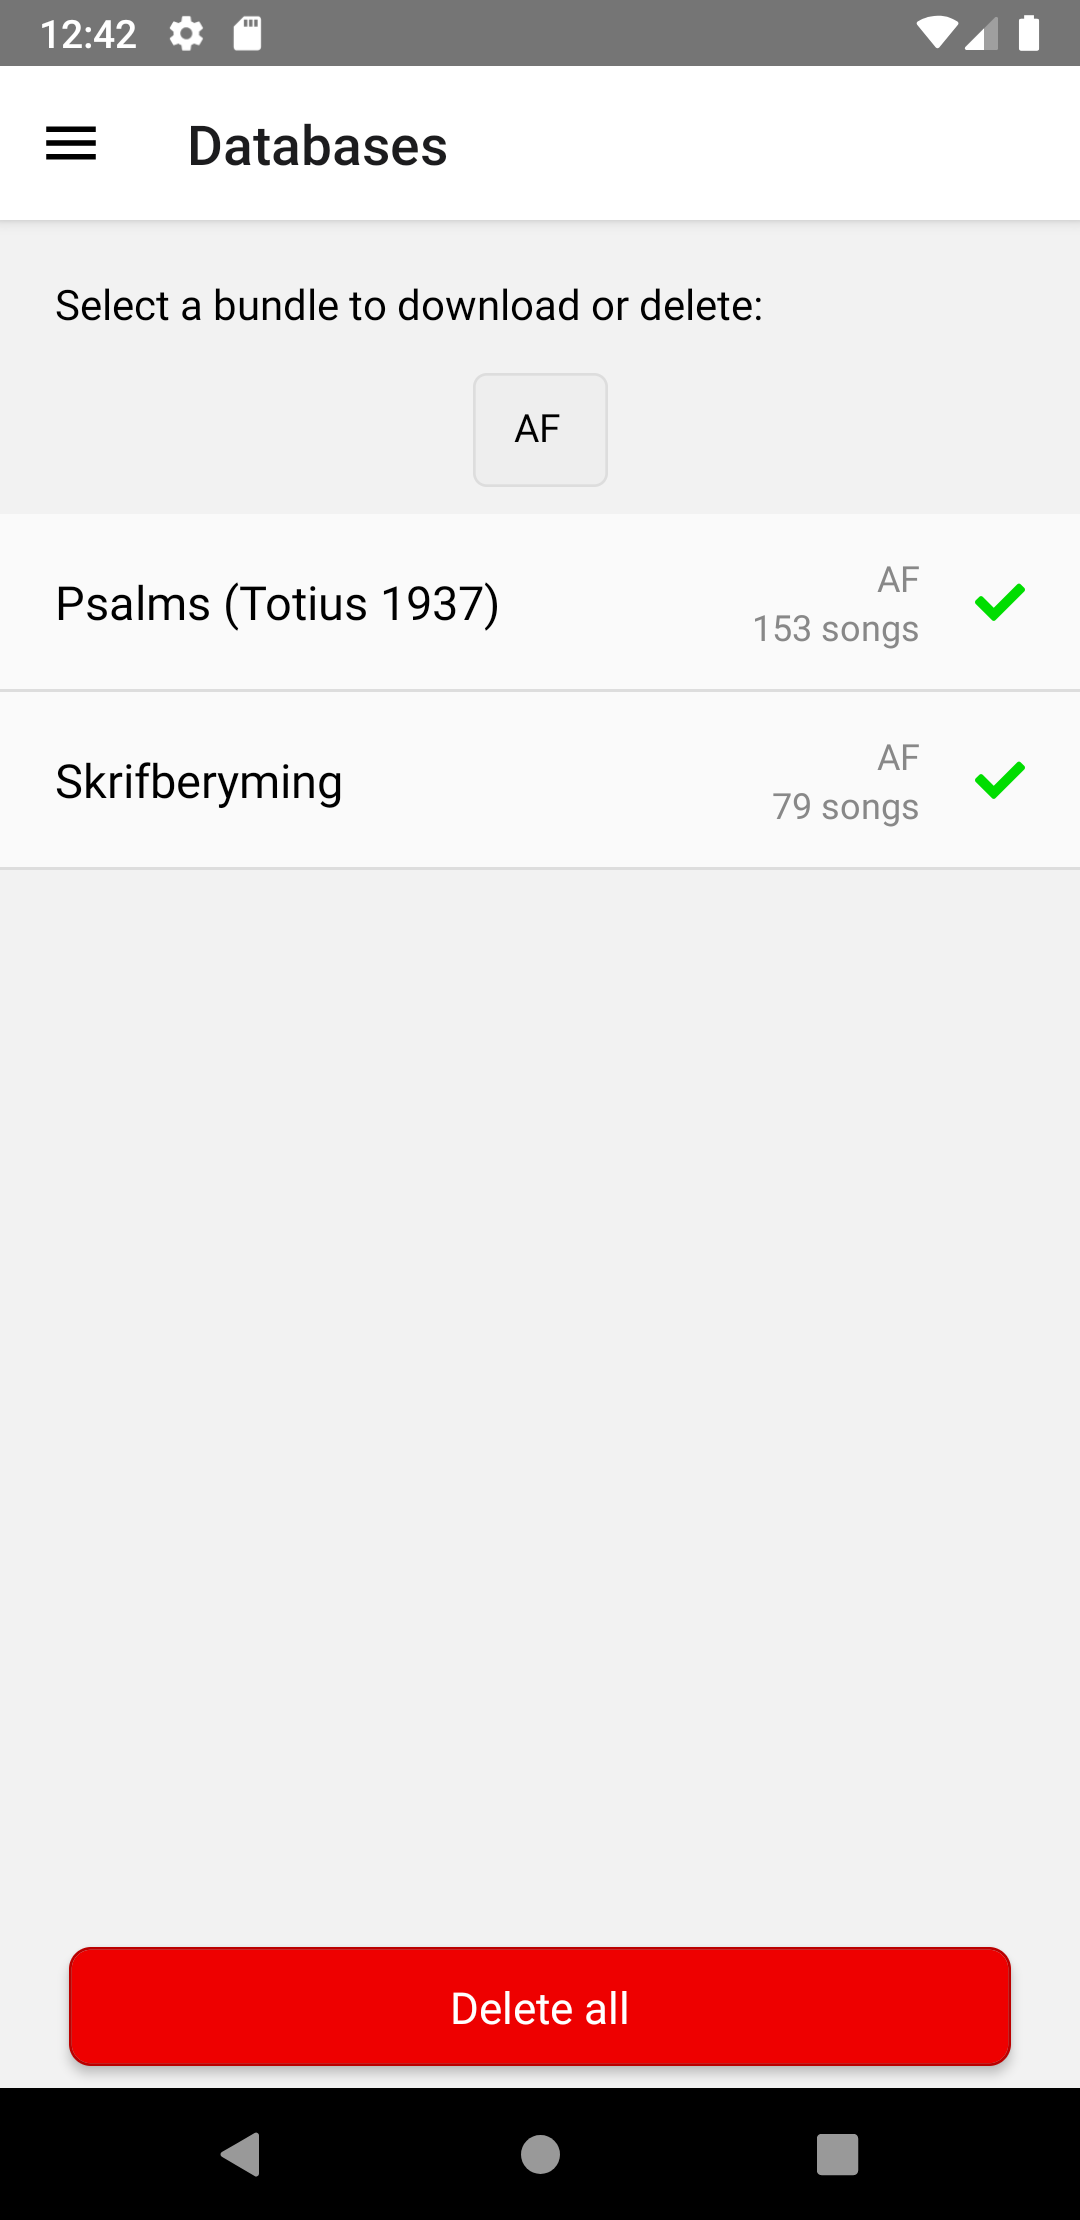 12:42
Databases
Select a bundle to download or delete:
AF
Psalms (Totius 1937)
AF
153 songs
Skrifberyming
AF
79 songs
Delete all